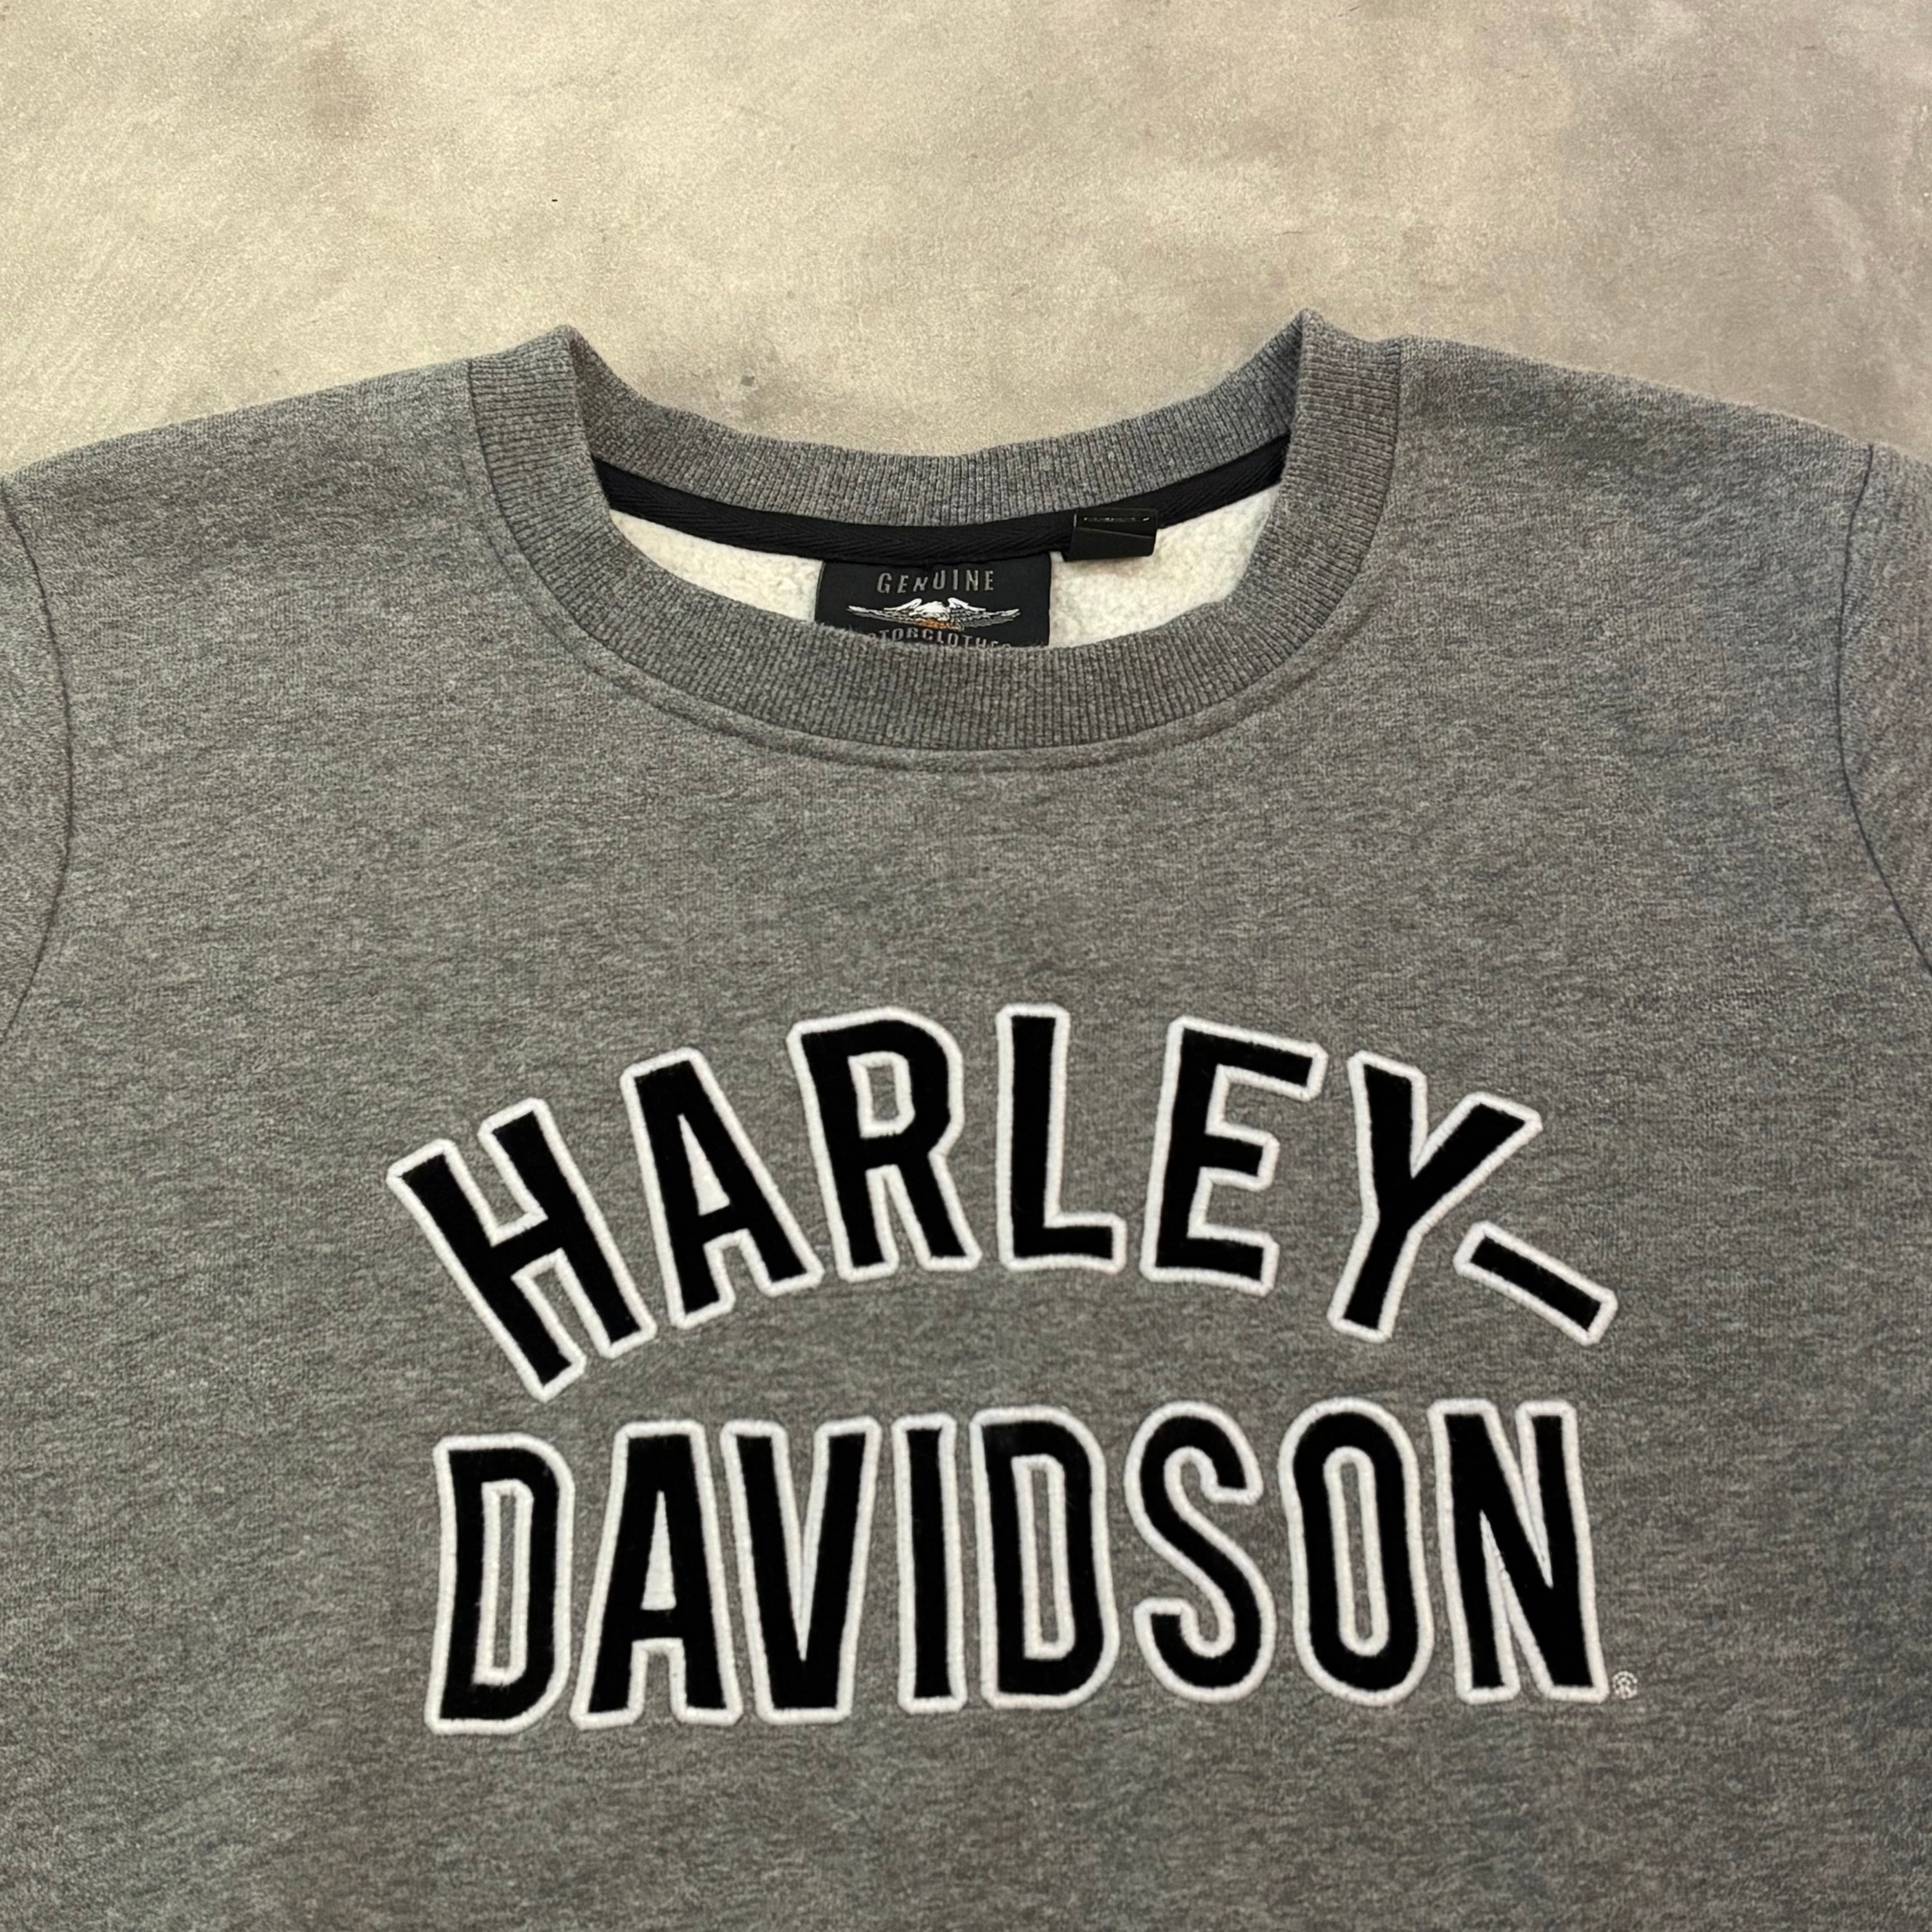 GENUINE
MOTORCLOTHES
HARLEY-
DAVIDSON®